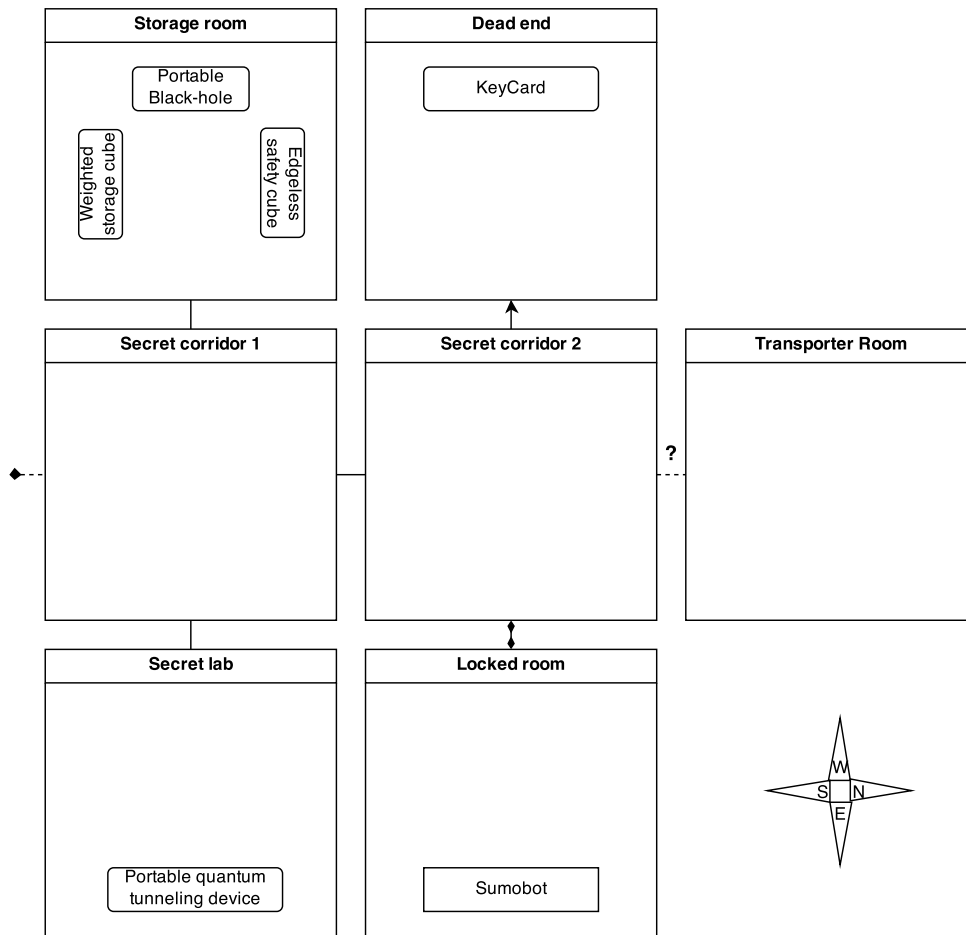 Storage room
Dead end
Portable
Black-hole
KeyCard
Weighted
storage cube
Edgeless
safety cube
Secret corridor 1
Secret corridor 2
Transporter Room
?
Secret lab
Locked room
W
S
N
E
Portable quantum
tunneling device
Sumobot